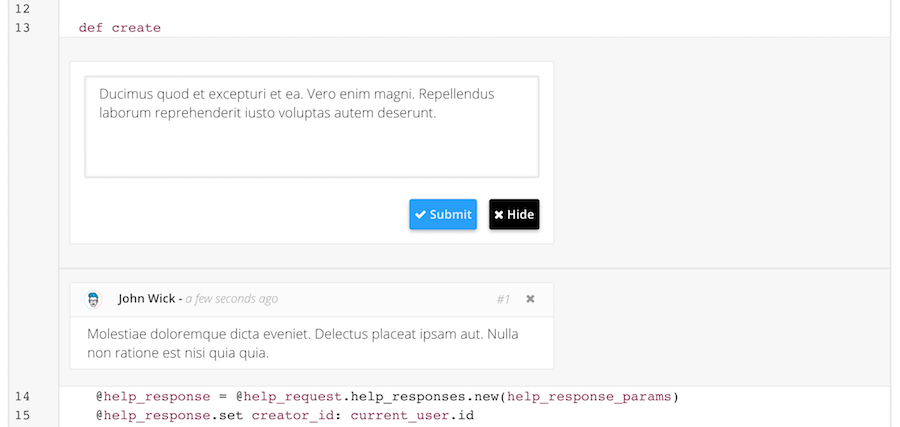 12
13 def create
Ducimus quod et excepturi et ea. Vero enim magni. Repellendus
laborum reprehenderit iusto voluptas autem deserunt.
Submit Hide
John Wick - a few seconds ago #1
Molestiae doloremque dicta eveniet. Delectus placeat ipsam aut. Nulla
non ratione est nisi quia quia.
14 @help_response = @help_request.help_responses.new(help_response_params)
15 @help_response.set creator_id: current_user.id